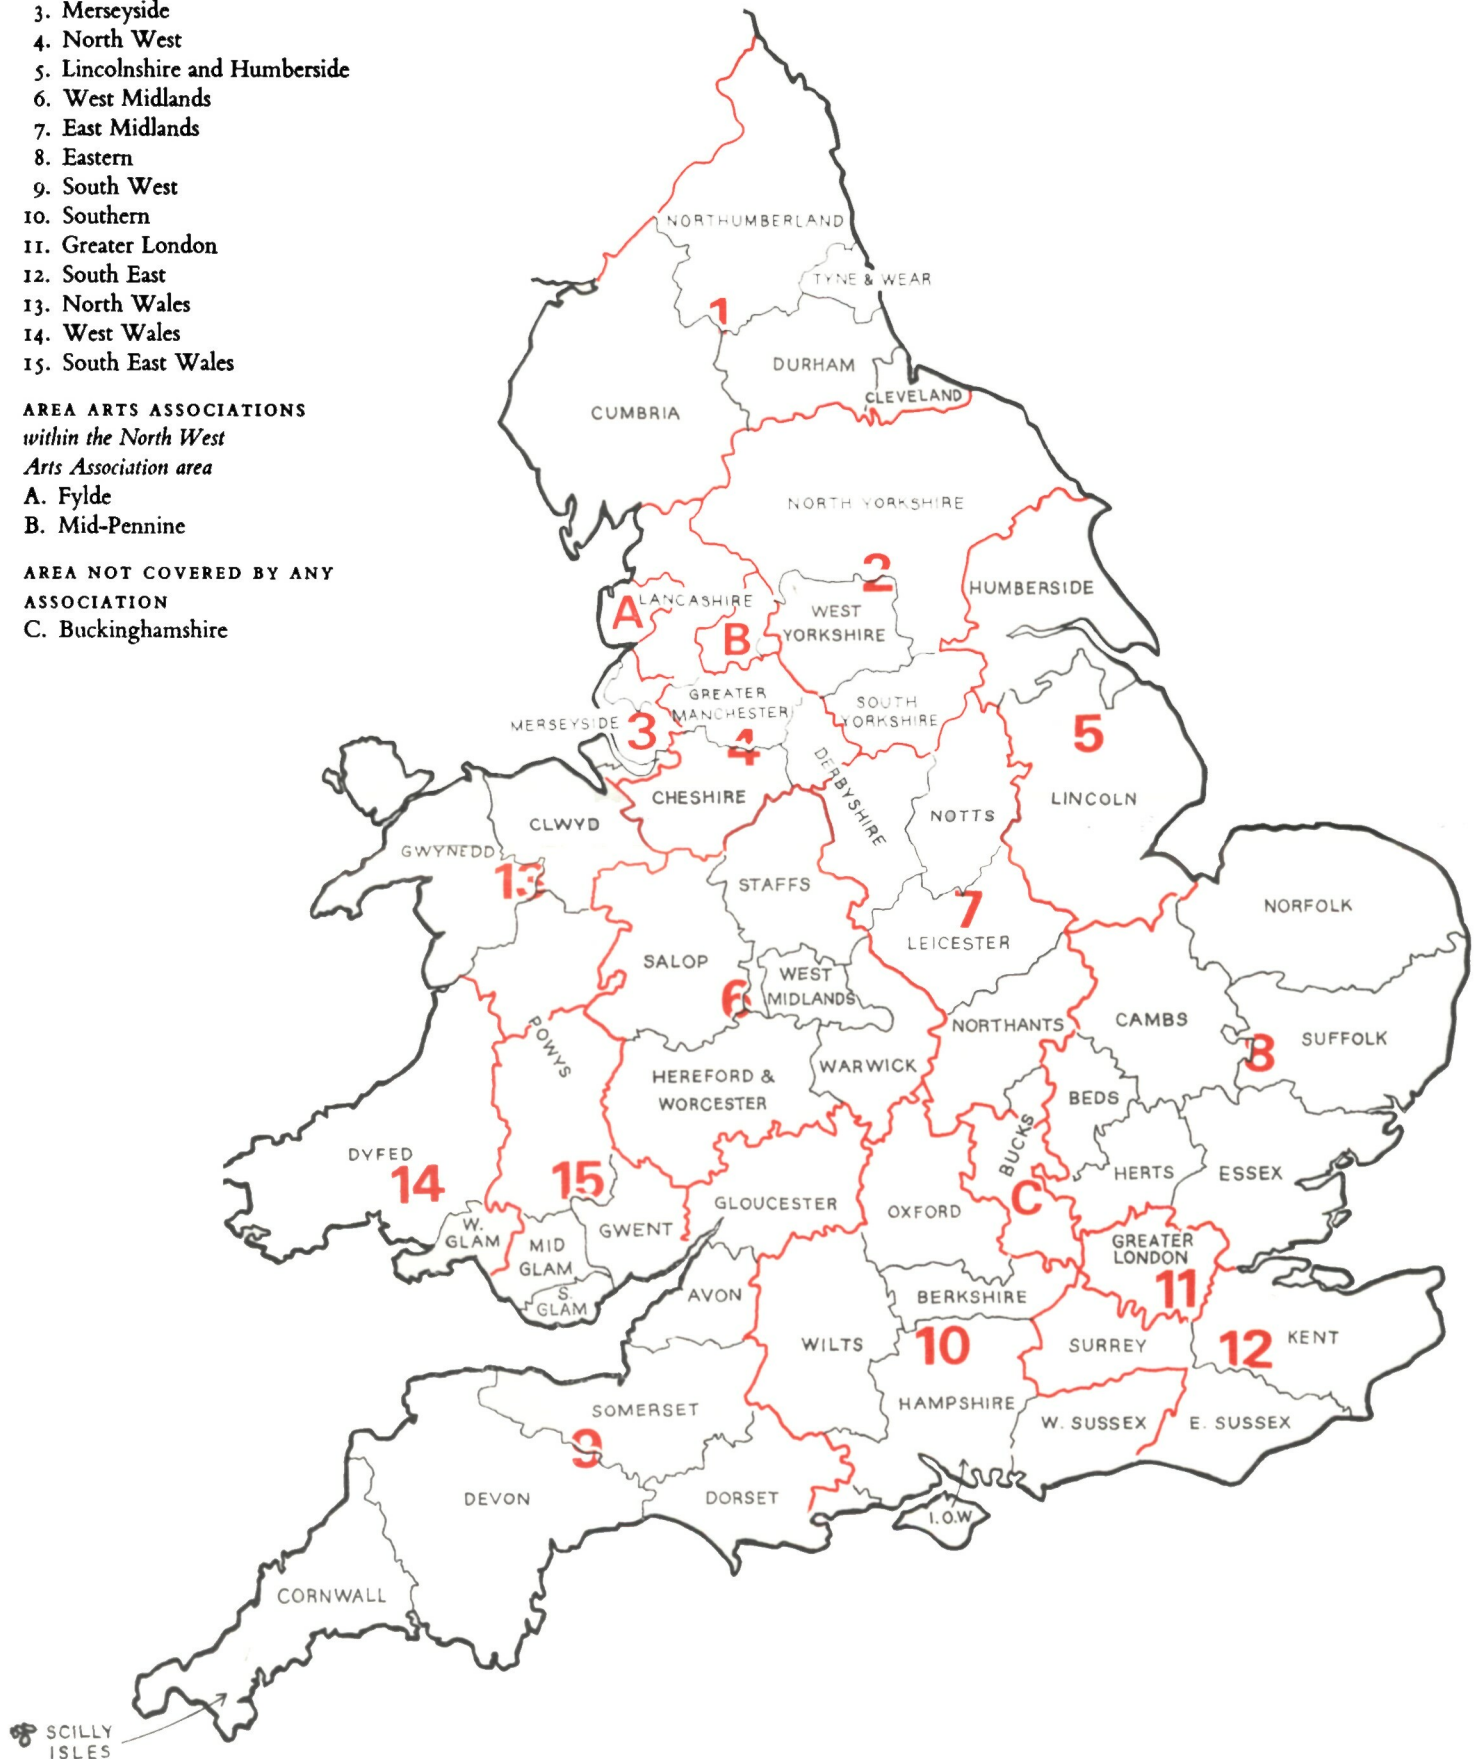 3. Merseyside
4. North West
5. Lincolnshire and Humberside
6. West Midlands
7. East Midlands
8. Eastern
9. South West
10. Southern
11. Greater London
12. South East
13. North Wales
14. West Wales
15. South East Wales
AREA ARTS ASSOCIATIONS
within the North West
Arts Association area
A. Fylde
B. Mid-Pennine
AREA NOT COVERED BY ANY
ASSOCIATION
C. Buckinghamshire
NORTHUMBERLAND
TYNE & WEAR
1
DURHAM
CLEVELAND
CUMBRIA
NORTH YORKSHIRE
2
HUMBERSIDE
A
LANCASHIRE
WEST
YORKSHIRE
B
GREATER
MANCHESTER
SOUTH
YORKSHIRE
MERSEYSIDE
3
4
5
DERBYSHIRE
CHESHIRE
LINCOLN
NOTTS
CLWYD
GWYNEDD
13
STAFFS
7
NORFOLK
LEICESTER
SALOP
WEST
MIDLANDS
6
NORTHANTS
CAMBS
SUFFOLK
8
POWYS
WARWICK
HEREFORD &
WORCESTER
BEDS
BUCKS
DYFED
14
15
HERTS
ESSEX
C
GLOUCESTER
OXFORD
W.
GLAM
GWENT
MID
GLAM
GREATER
LONDON
11
S.
GLAM
AVON
BERKSHIRE
WILTS
10
SURREY
12
KENT
HAMPSHIRE
SOMERSET
W. SUSSEX
E. SUSSEX
9
DEVON
DORSET
I.O.W
CORNWALL
SCILLY
ISLES